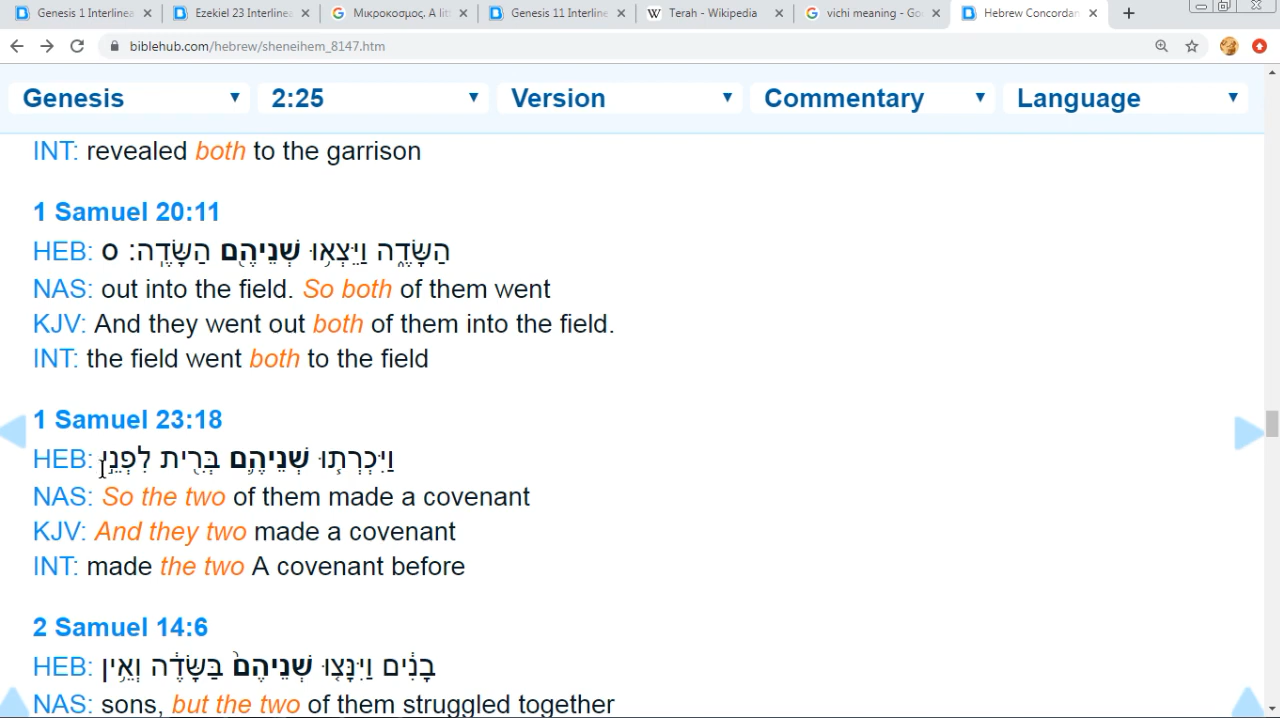 Genesis 1 Interlinea
Ezekiel 23 Interlinea
Μικροκοσμος, A litt
Genesis 11 Interline
Terah - Wikipedia
vichi meaning - Go
Hebrew Concordan
biblehub.com/hebrew/sheneihem_8147.htm
Genesis 2:25 Version Commentary Language
INT: revealed both to the garrison
1 Samuel 20:11
HEB: הַשָּׂדֶ֑ה וַיֵּצְא֥וּ שְׁנֵיהֶ֖ם הַשָּׂדֶֽה׃ ס
NAS: out into the field. So both of them went
KJV: And they went out both of them into the field.
INT: the field went both to the field
1 Samuel 23:18
HEB: וַיִּכְרְת֧וּ שְׁנֵיהֶ֛ם בְּרִ֖ית לִפְנֵ֣י
NAS: So the two of them made a covenant
KJV: And they two made a covenant
INT: made the two A covenant before
2 Samuel 14:6
HEB: בָנִ֔ים וַיִּנָּצ֤וּ שְׁנֵיהֶם֙ בַּשָּׂדֶ֔ה וְאֵ֥ין
NAS: sons, but the two of them struggled together